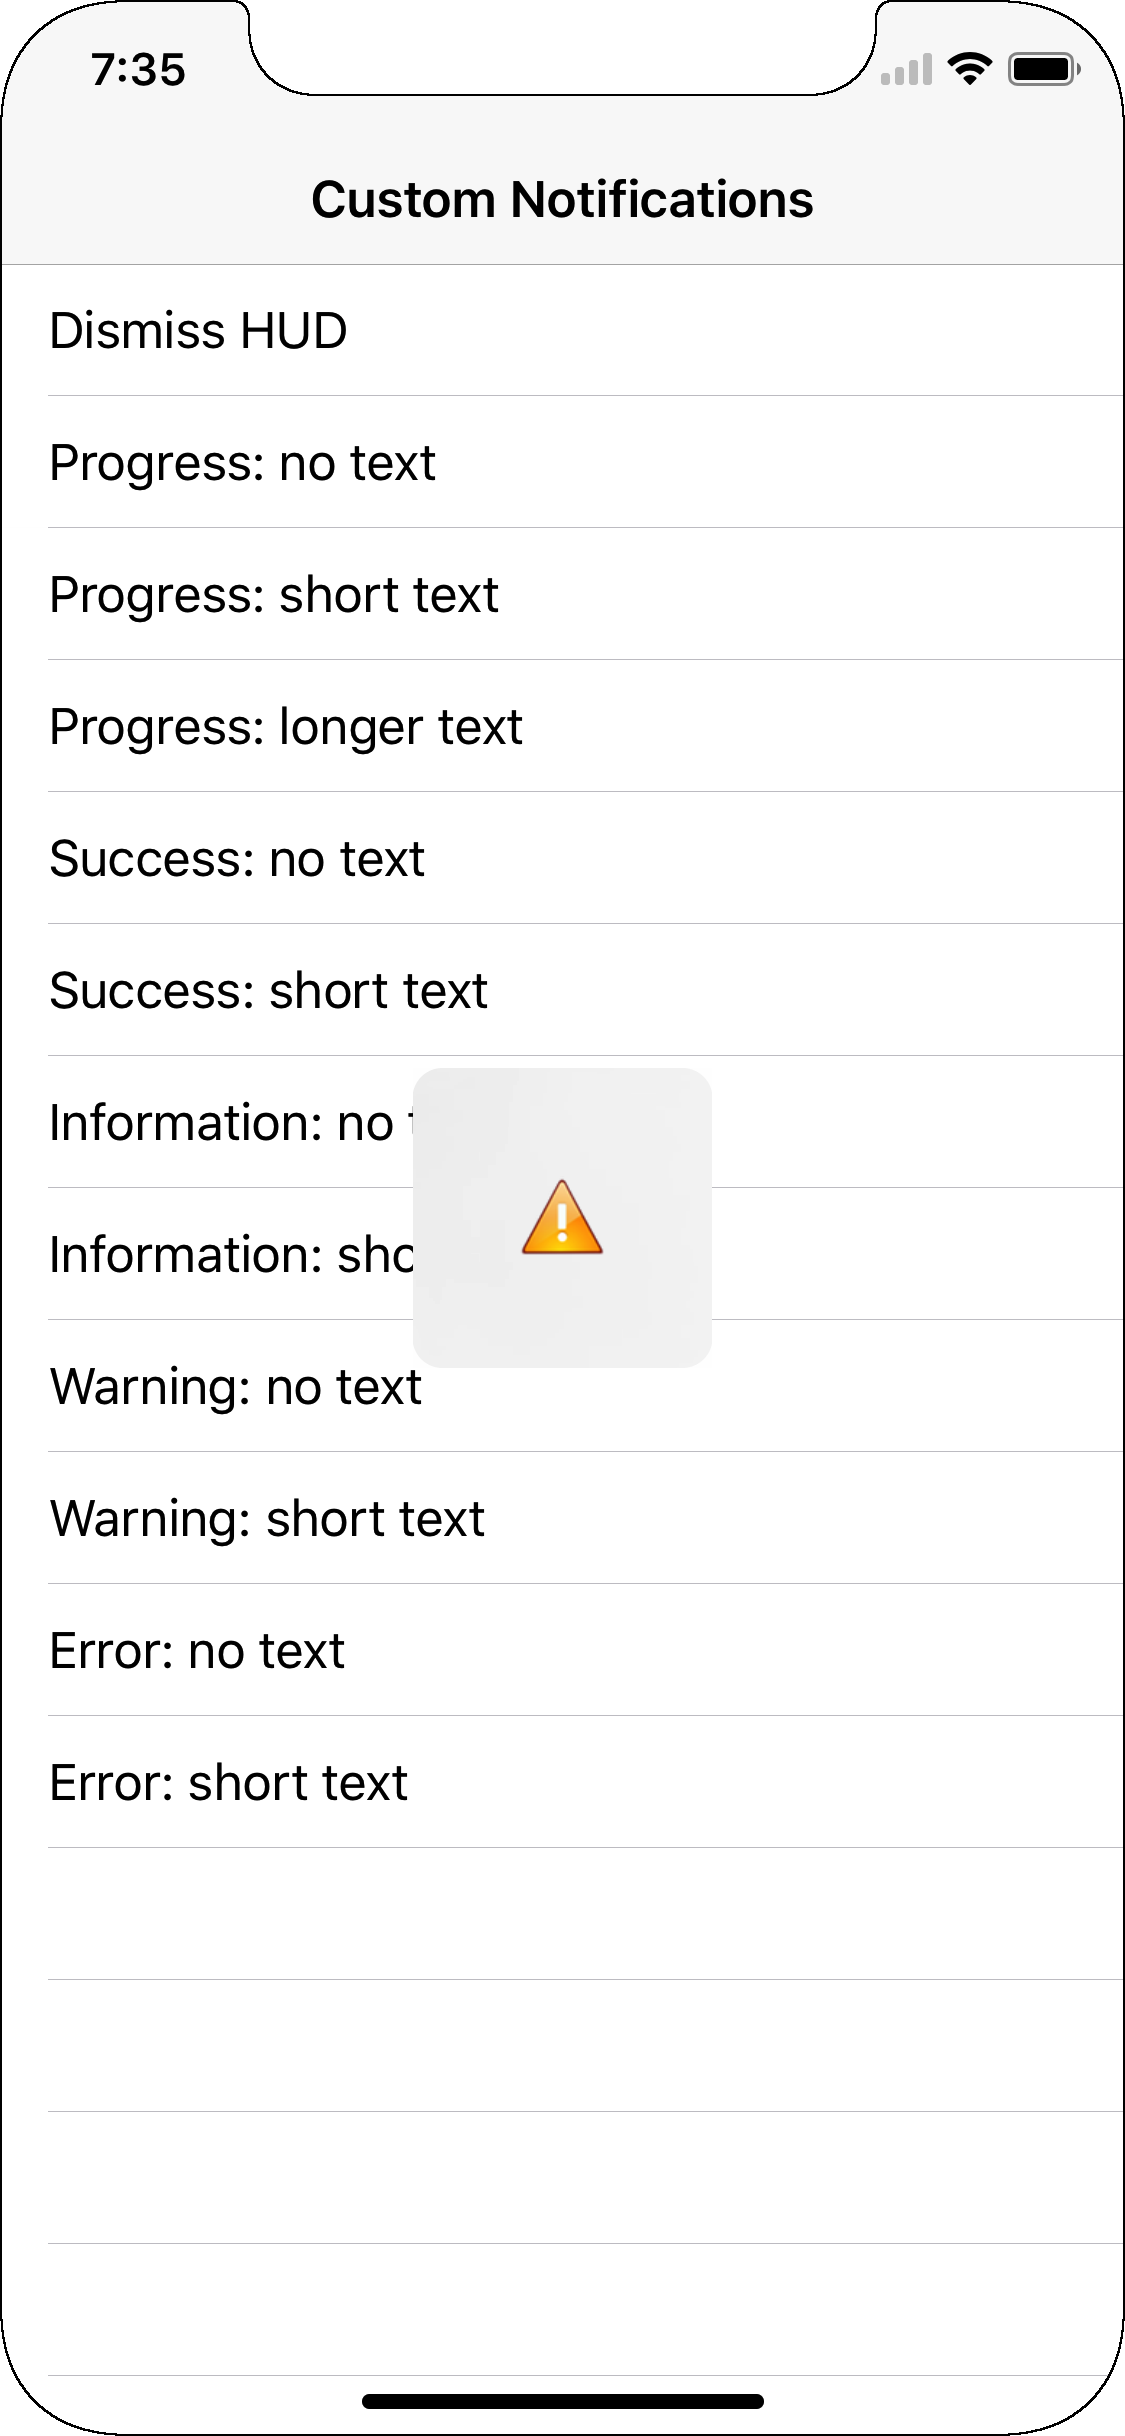 7:35
Custom Notifications
Dismiss HUD
Progress: no text
Progress: short text
Progress: longer text
Success: no text
Success: short text
Information: no
Information:
Warning: no text
Warning: short text
Error: no text
Error: short text